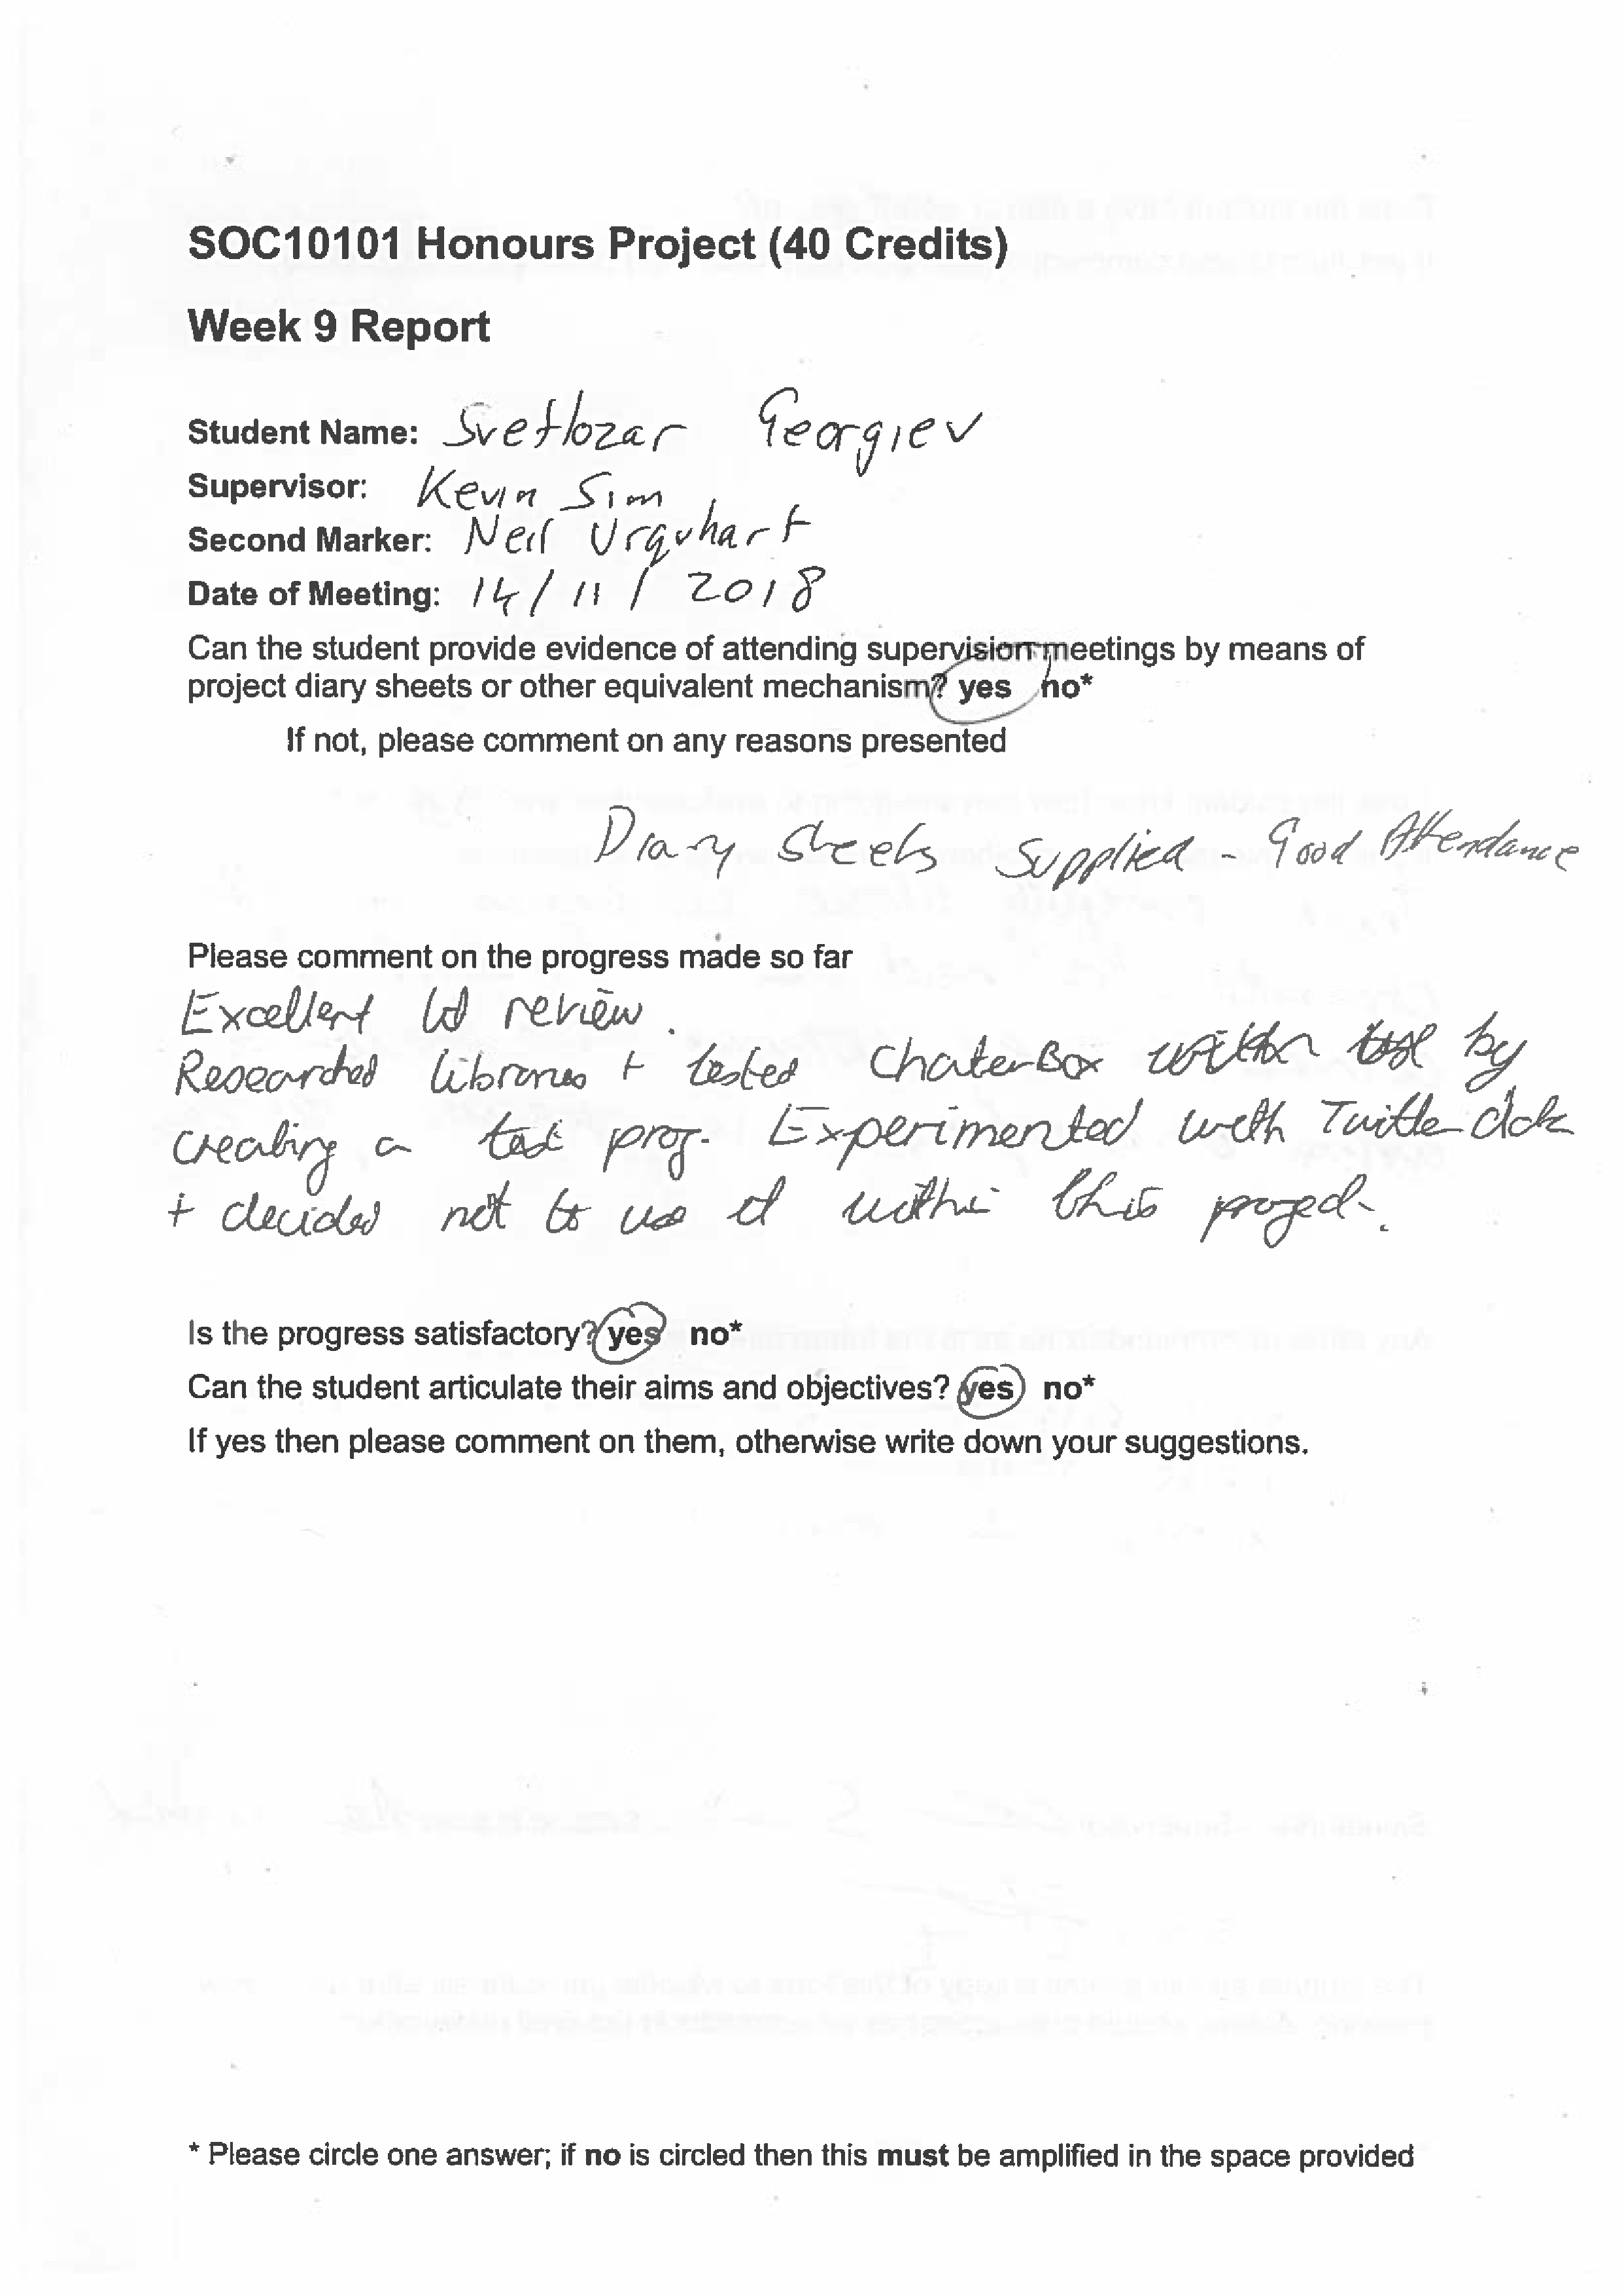 SOC10101 Honours Project (40 Credits)
Week 9 Report
Student Name: Svetlozar Georgiev
Supervisor: Kevin Sim
Second Marker: Neil Urquhart
Date of Meeting: 14/11/2018
Can the student provide evidence of attending supervision meetings by means of
project diary sheets or other equivalent mechanism? yes no*
If not, please comment on any reasons presented
Diary sheets supplied - Good Attendance
Please comment on the progress made so far
Excellent lit review.
Researched libraries + tested ChaterBox by
creating a test prog. Experimented with Twitter data
+ decided not to use it within this project.
Is the progress satisfactory? yes no*
Can the student articulate their aims and objectives? yes no*
If yes then please comment on them, otherwise write down your suggestions.
* Please circle one answer; if no is circled then this must be amplified in the space provided